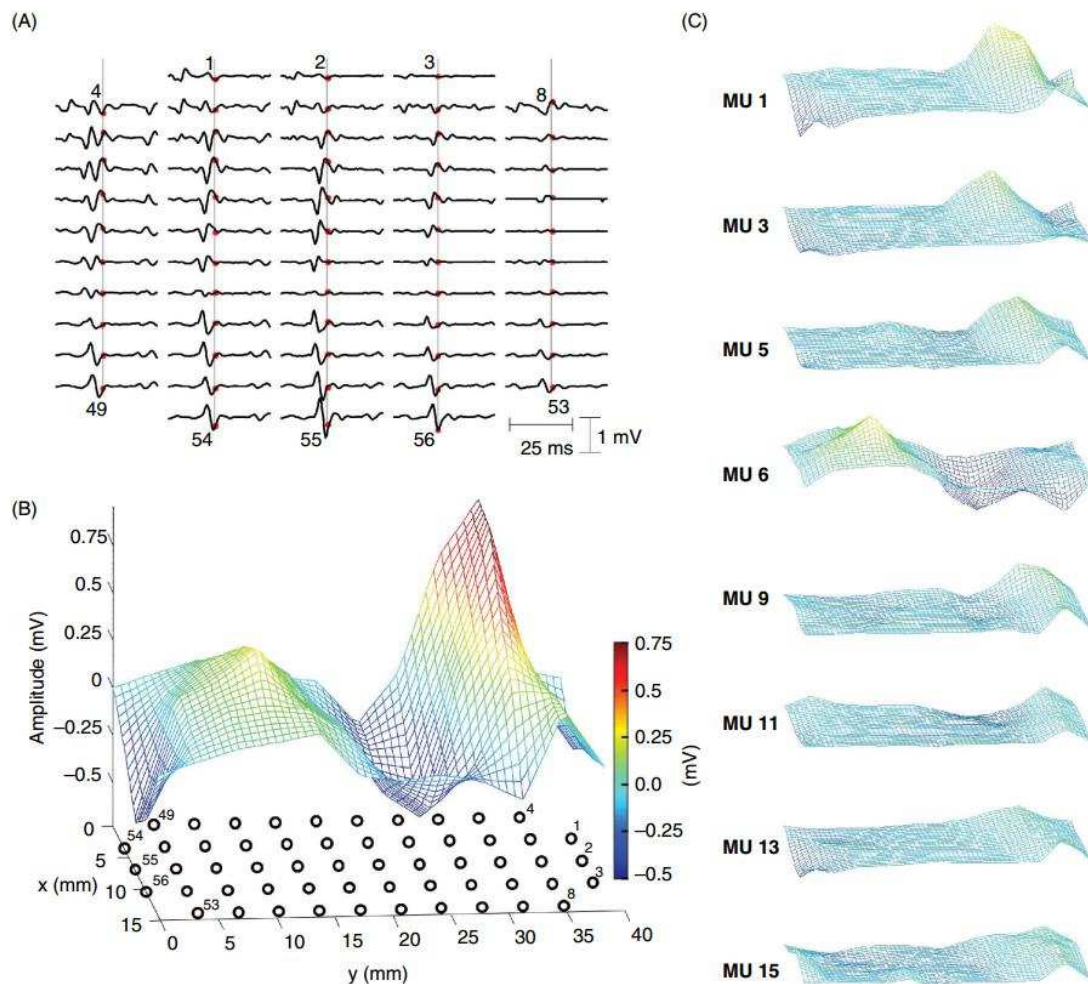 (A)
1 2 3
4 8
49 53
54 55 56
25 ms
1 mV
(B)
0.75
0.5
0.25
0
−0.25
−0.5
Amplitude (mV)
0.75
0.5
0.25
0.0
−0.25
−0.5
(mV)
0
5
10
15
x (mm)
49 4
54 1
55 2
56 3
53 8
0 5 10 15 20 25 30 35 40
y (mm)
(C)
MU 1
MU 3
MU 5
MU 6
MU 9
MU 11
MU 13
MU 15